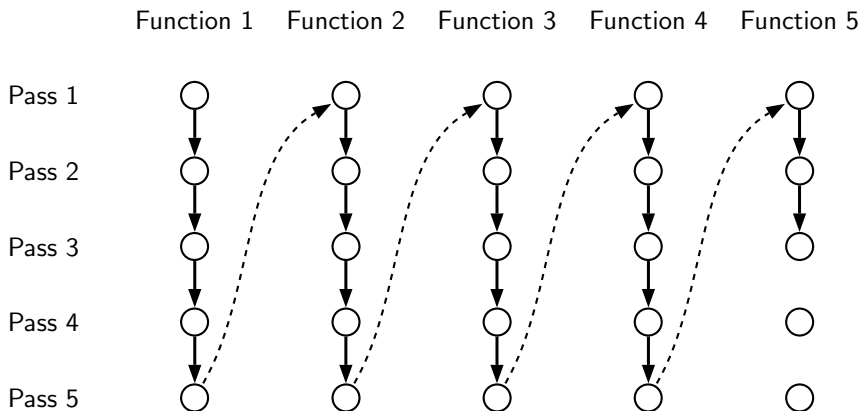 Function 1 Function 2 Function 3 Function 4 Function 5
Pass 1
Pass 2
Pass 3
Pass 4
Pass 5